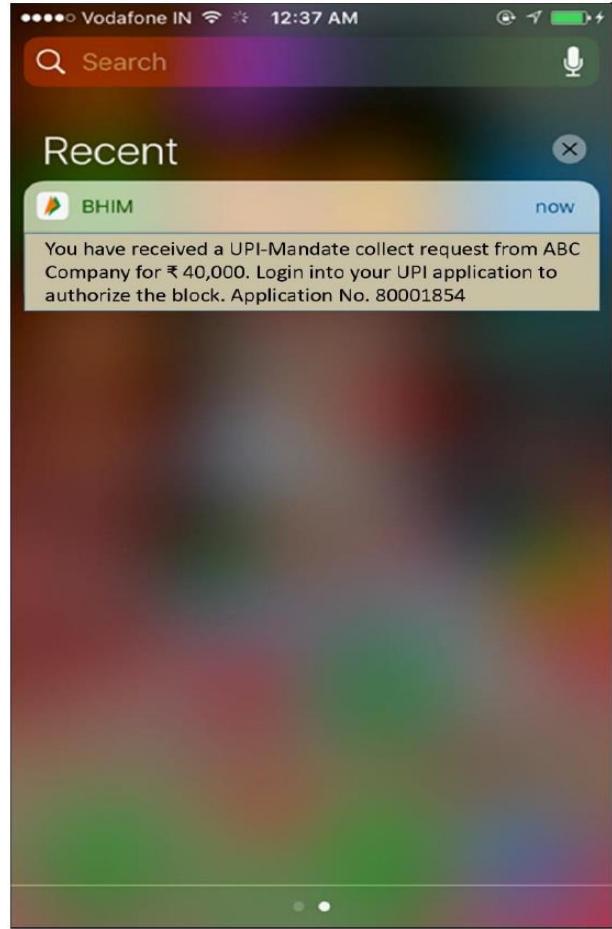 Vodafone IN 12:37 AM
Search
Recent
BHIM now
You have received a UPI-Mandate collect request from ABC
Company for ₹ 40,000. Login into your UPI application to
authorize the block. Application No. 80001854